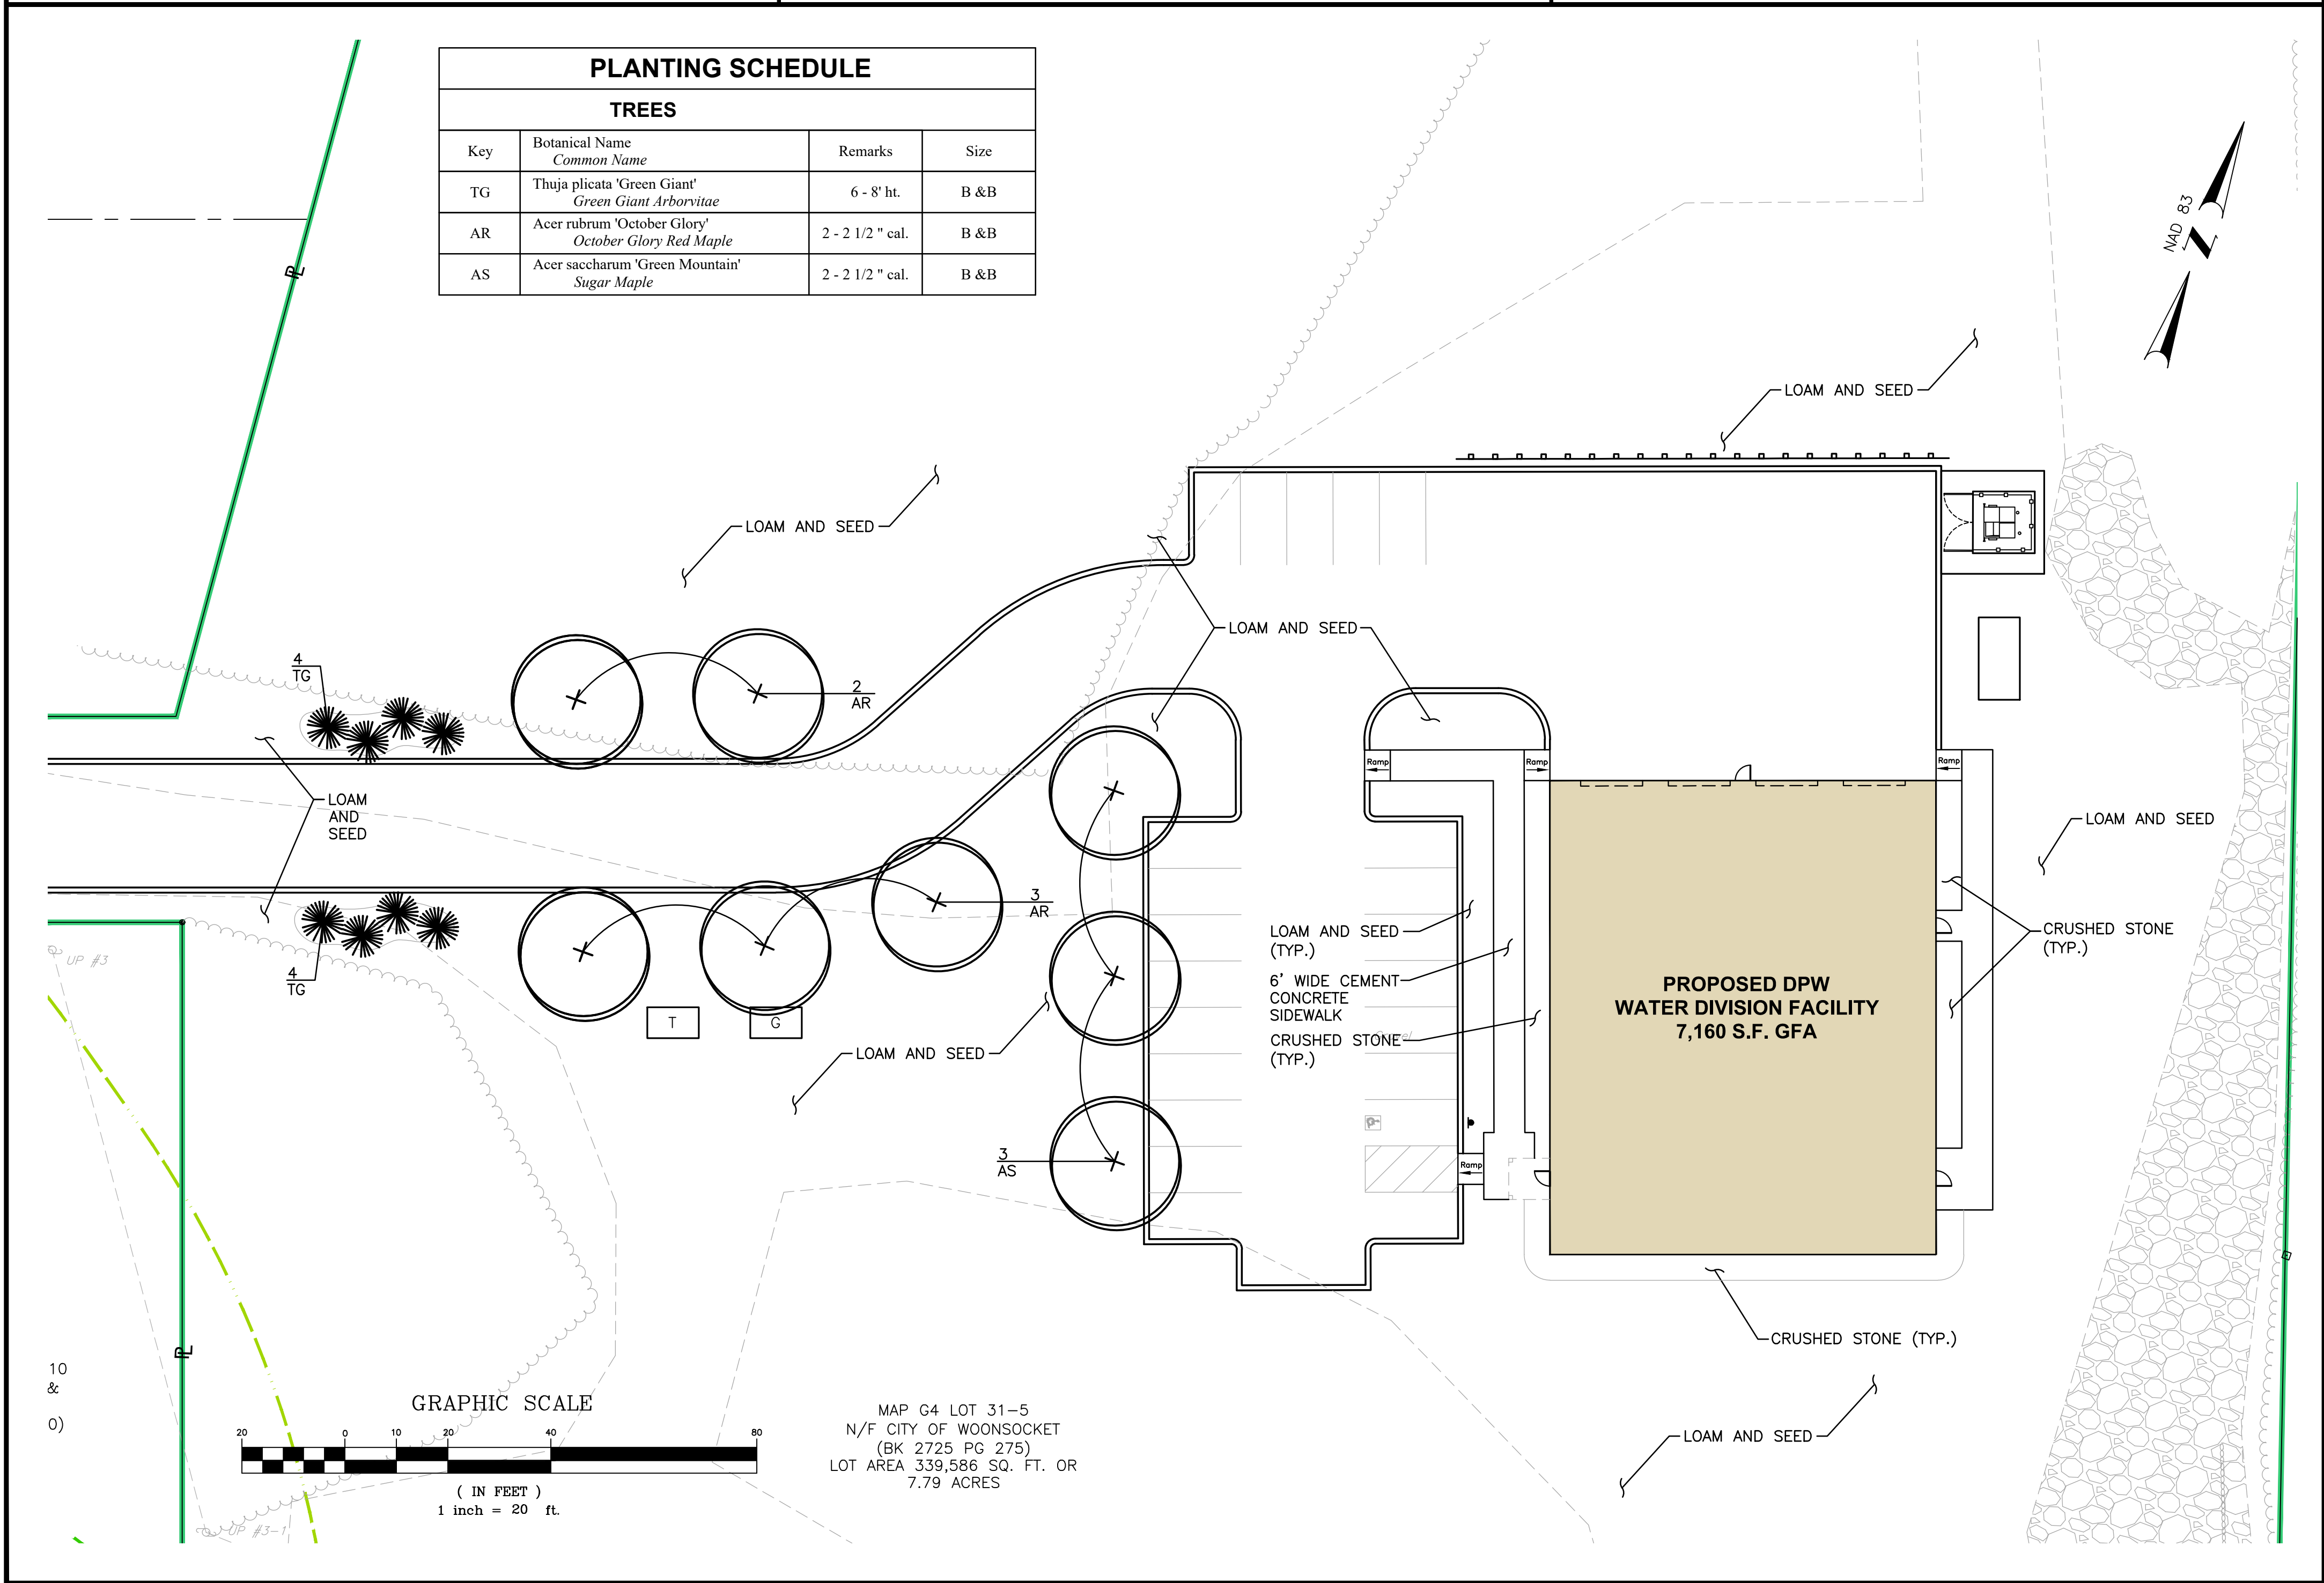 PLANTING SCHEDULE
TREES
Key
Botanical Name
Common Name
Remarks
Size
TG
Thuja plicata 'Green Giant'
Green Giant Arborvitae
6 - 8' ht.
B &B
AR
Acer rubrum 'October Glory'
October Glory Red Maple
2 - 2 1/2 " cal.
B &B
AS
Acer saccharum 'Green Mountain'
Sugar Maple
2 - 2 1/2 " cal.
B &B
NAD 83
N
PL
LOAM AND SEED
LOAM AND SEED
LOAM AND SEED
4
TG
2
AR
Ramp
Ramp
Ramp
LOAM
AND
SEED
LOAM AND SEED
3
AR
UP #3
4
TG
T
G
LOAM AND SEED
LOAM AND SEED
(TYP.)
6' WIDE CEMENT
CONCRETE
SIDEWALK
CRUSHED STONE
(TYP.)
PROPOSED DPW
WATER DIVISION FACILITY
7,160 S.F. GFA
CRUSHED STONE
(TYP.)
3
AS
Ramp
CRUSHED STONE (TYP.)
PL
10
&
0)
GRAPHIC SCALE
20 0 10 20 40 80
( IN FEET )
1 inch = 20 ft.
MAP G4 LOT 31-5
N/F CITY OF WOONSOCKET
(BK 2725 PG 275)
LOT AREA 339,586 SQ. FT. OR
7.79 ACRES
LOAM AND SEED
UP #3-1